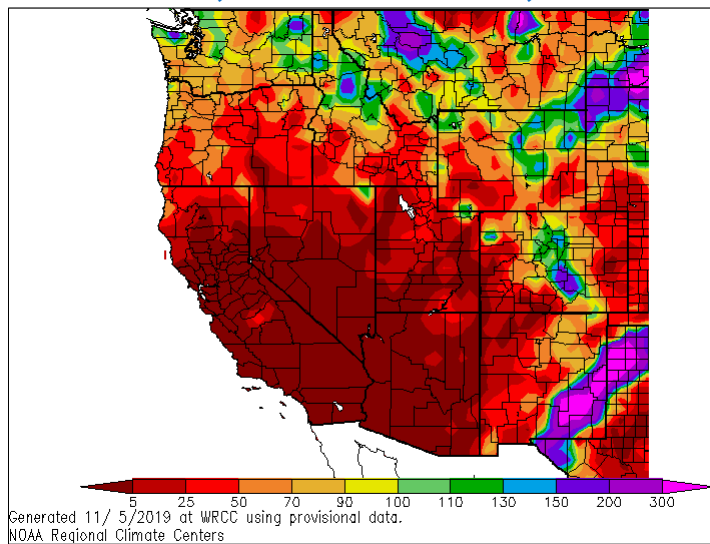 5 25 50 70 90 100 110 130 150 200 300
Generated 11/ 5/2019 at WRCC using provisional data.
NOAA Regional Climate Centers